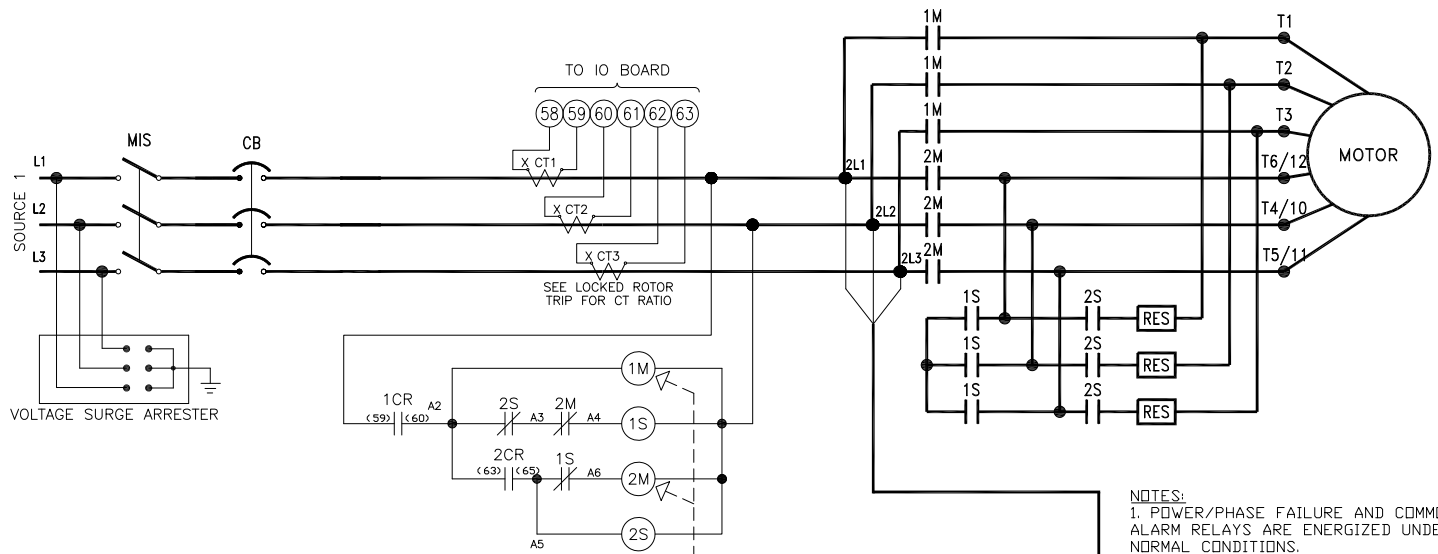 1M
T1
1M
T2
TO IO BOARD
1M
T3
58 59 60 61 62 63
MOTOR
MIS
CB
2M
T6/12
L1
X CT1
2L1
SOURCE 1
L2
X CT2
2L2
2M
T4/10
L3
X CT3
2L3
2M
T5/11
SEE LOCKED ROTOR
TRIP FOR CT RATIO
1S
2S
RES
1S
2S
RES
1S
2S
RES
VOLTAGE SURGE ARRESTER
1M
1CR
(59) (60)
A2
2S
A3
2M
A4
1S
2CR
(63) (65)
1S
A6
2M
A5
2S
NOTES:
1. POWER/PHASE FAILURE AND COMM
ALARM RELAYS ARE ENERGIZED UNDE
NORMAL CONDITIONS.